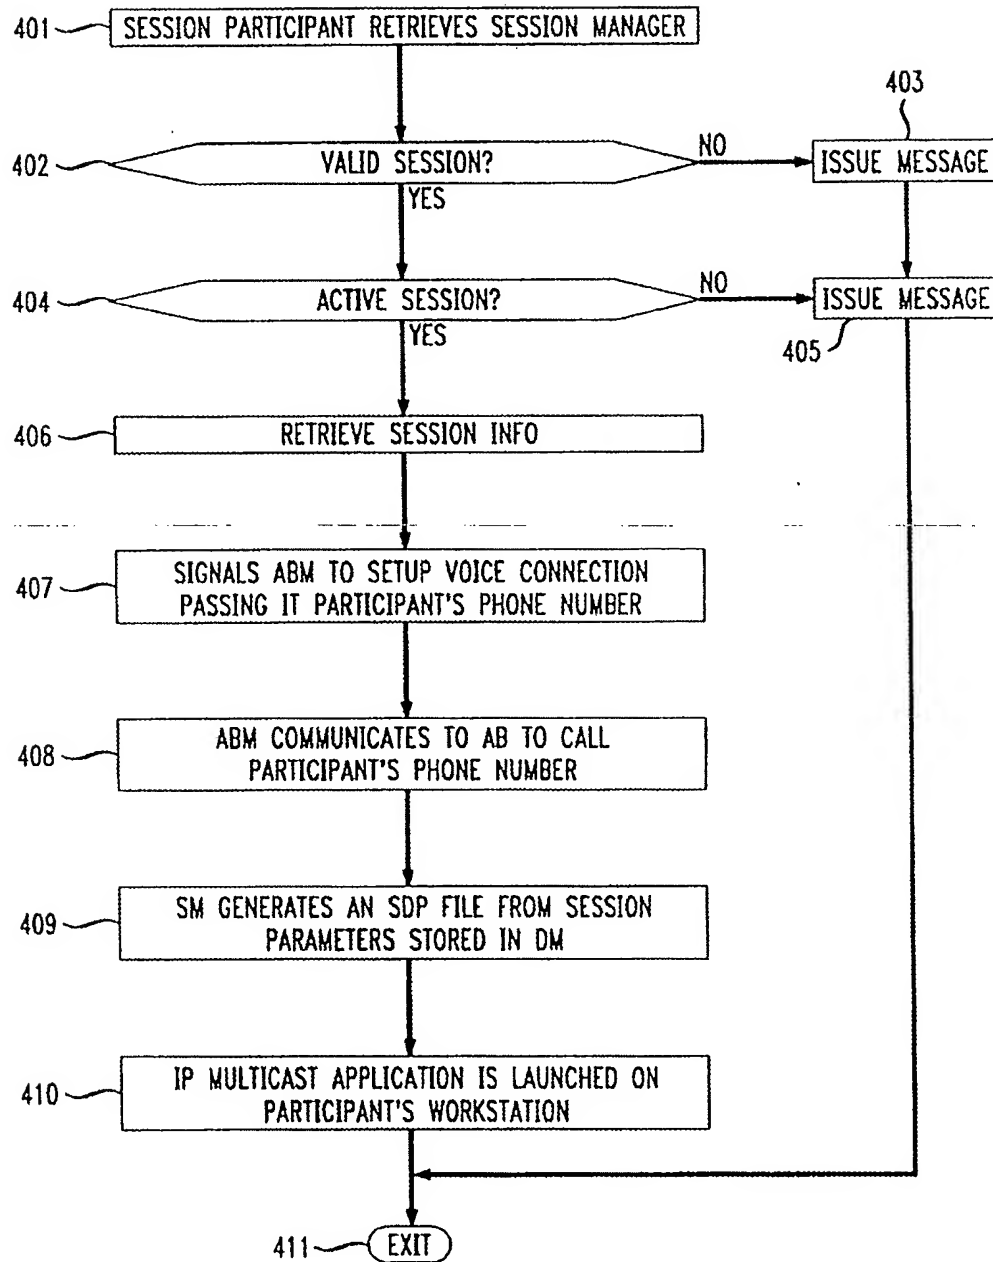 401 SESSION PARTICIPANT RETRIEVES SESSION MANAGER
403
402 VALID SESSION? NO ISSUE MESSAGE
YES
404 ACTIVE SESSION? NO ISSUE MESSAGE
YES 405
406 RETRIEVE SESSION INFO
407 SIGNALS ABM TO SETUP VOICE CONNECTION
PASSING IT PARTICIPANT'S PHONE NUMBER
408 ABM COMMUNICATES TO AB TO CALL
PARTICIPANT'S PHONE NUMBER
409 SM GENERATES AN SDP FILE FROM SESSION
PARAMETERS STORED IN DM
410 IP MULTICAST APPLICATION IS LAUNCHED ON
PARTICIPANT'S WORKSTATION
411 EXIT